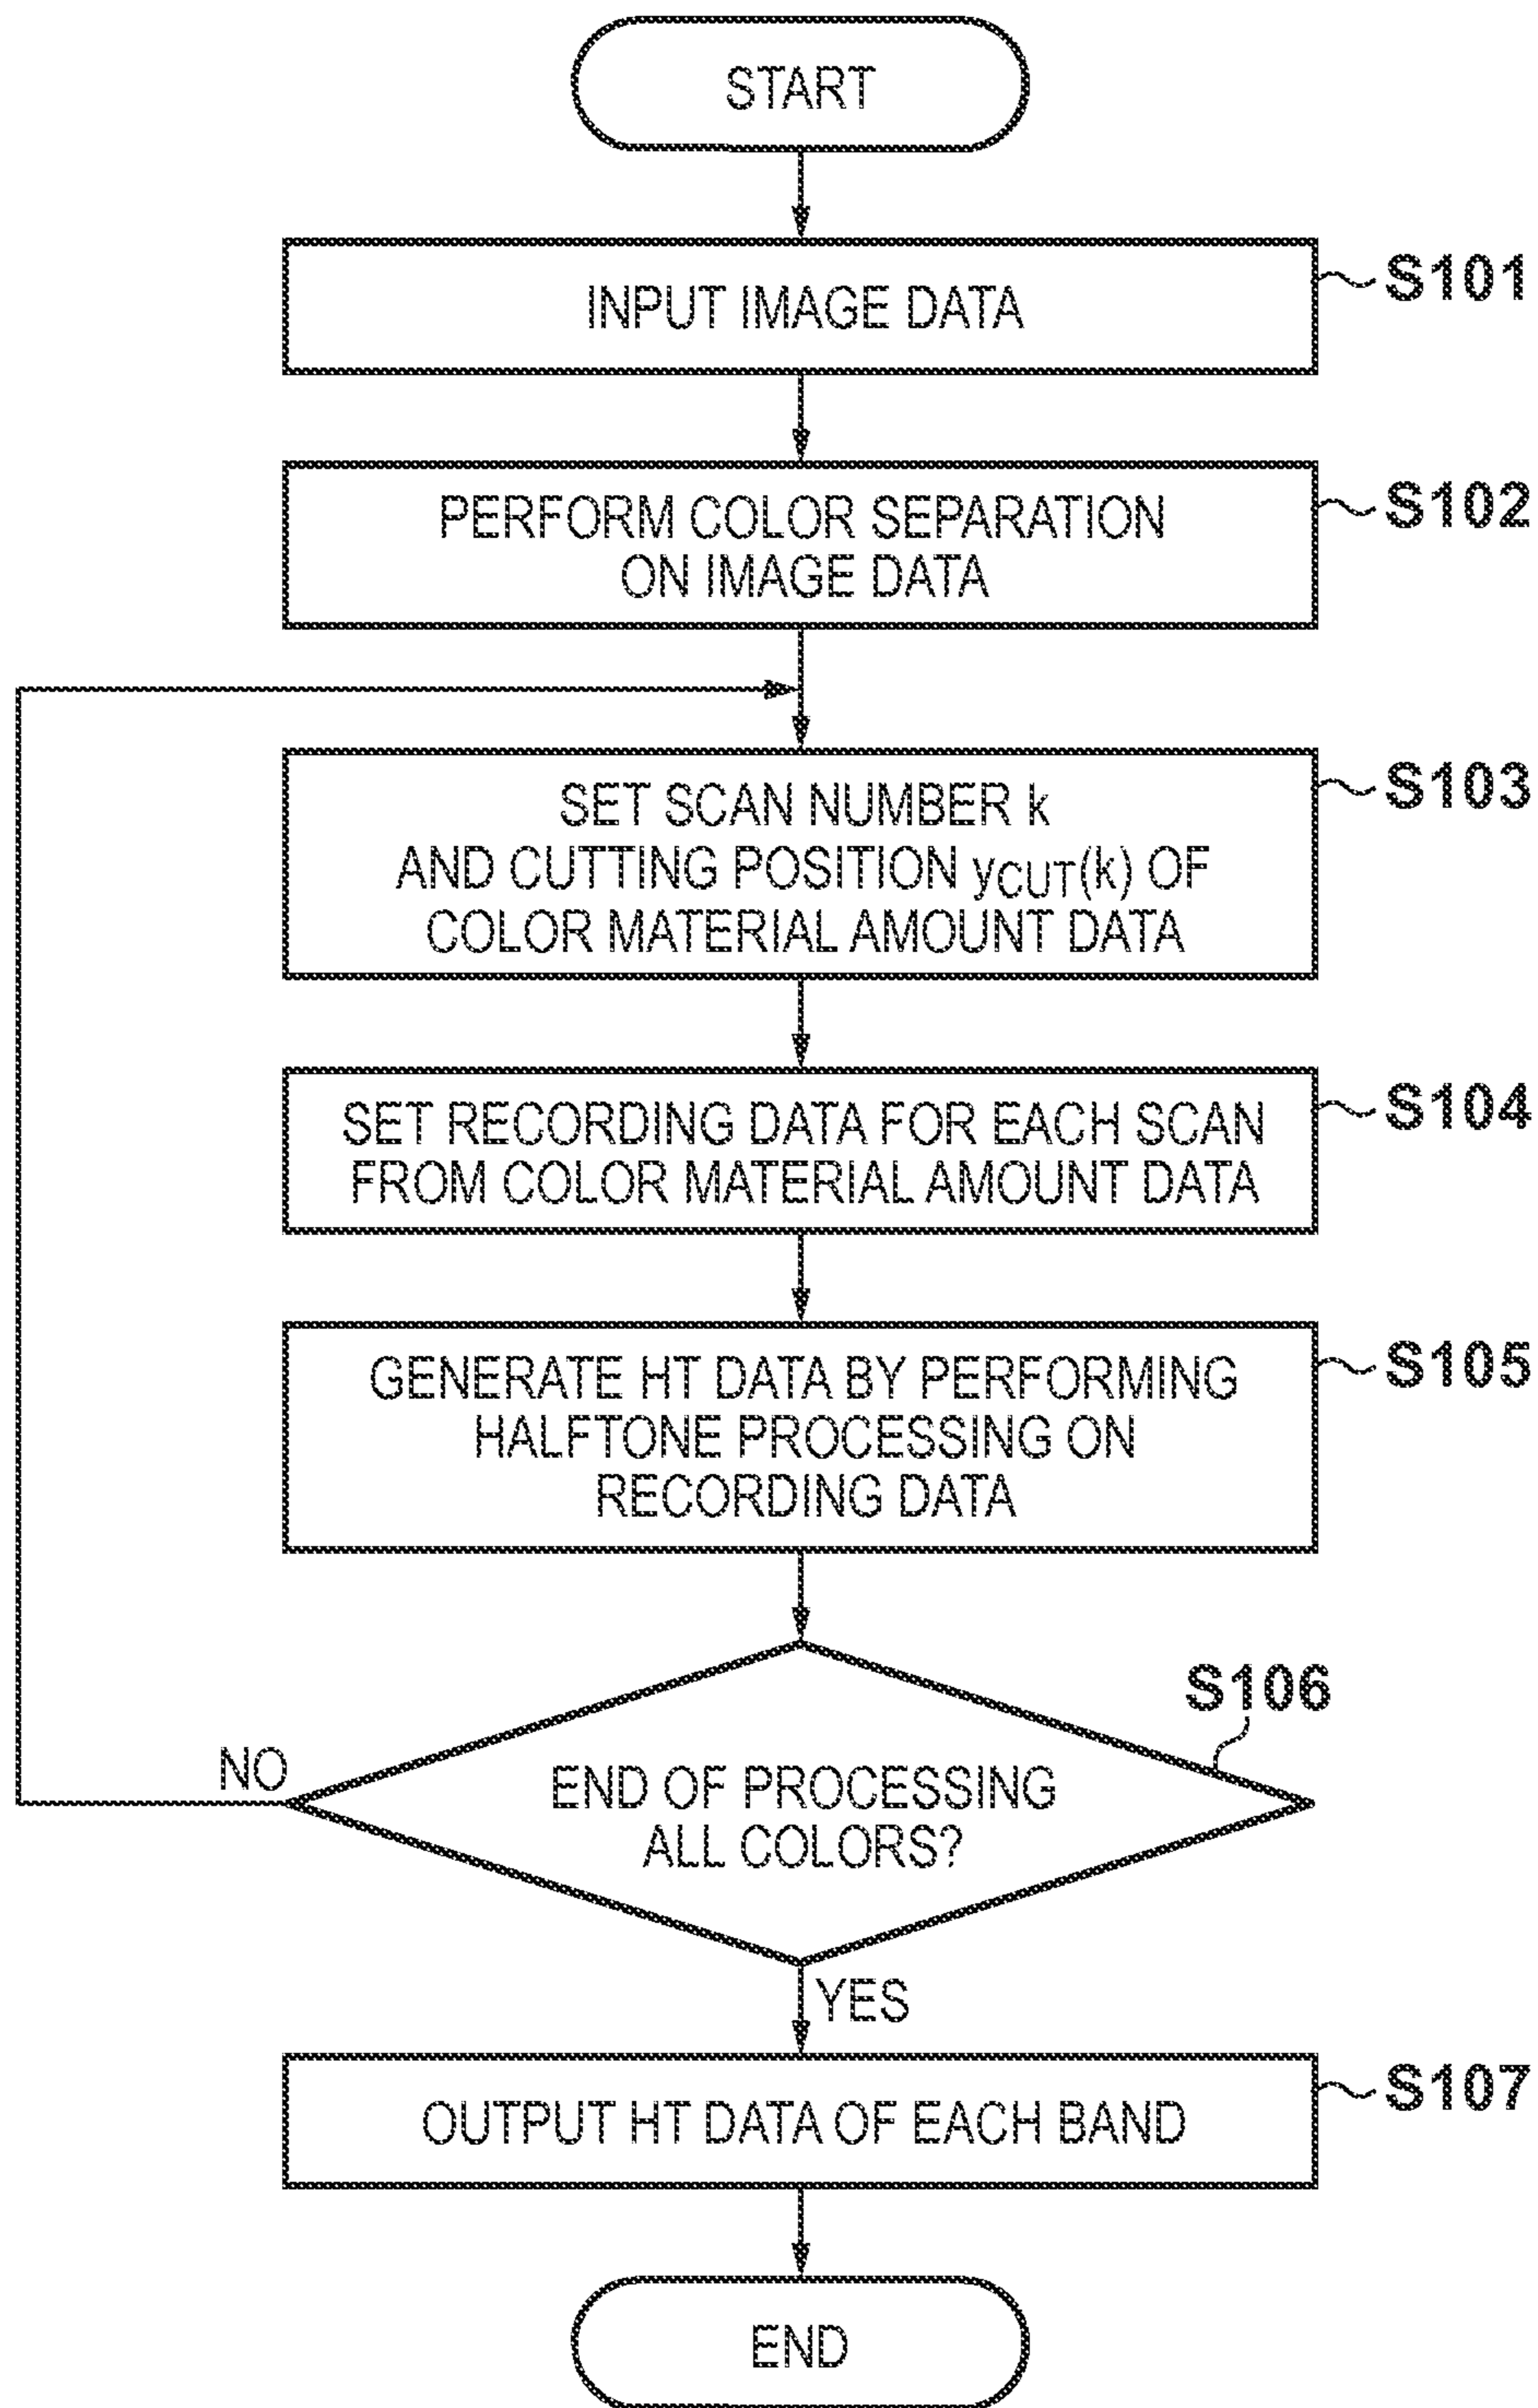 START
INPUT IMAGE DATA
S101
PERFORM COLOR SEPARATION
ON IMAGE DATA
S102
SET SCAN NUMBER k
AND CUTTING POSITION yCUT(k) OF
COLOR MATERIAL AMOUNT DATA
S103
SET RECORDING DATA FOR EACH SCAN
FROM COLOR MATERIAL AMOUNT DATA
S104
GENERATE HT DATA BY PERFORMING
HALFTONE PROCESSING ON
RECORDING DATA
S105
S106
NO
END OF PROCESSING
ALL COLORS?
YES
OUTPUT HT DATA OF EACH BAND
S107
END